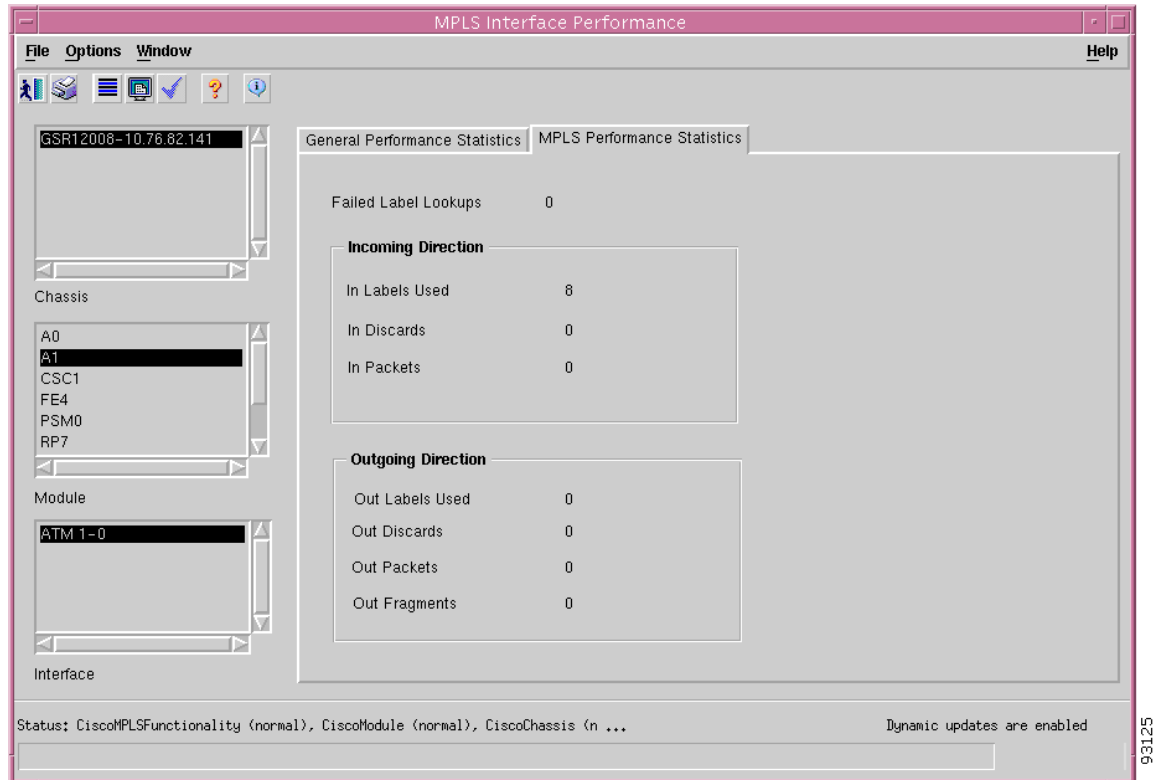 MPLS Interface Performance
File Options Window Help
GSR12008-10.76.82.141
Chassis
A0
A1
CSC1
FE4
PSM0
RP7
Module
ATM 1-0
Interface
General Performance Statistics MPLS Performance Statistics
Failed Label Lookups 0
Incoming Direction
In Labels Used 8
In Discards 0
In Packets 0
Outgoing Direction
Out Labels Used 0
Out Discards 0
Out Packets 0
Out Fragments 0
Status: CiscoMPLSFunctionality (normal), CiscoModule (normal), CiscoChassis (n ... Dynamic updates are enabled
93125